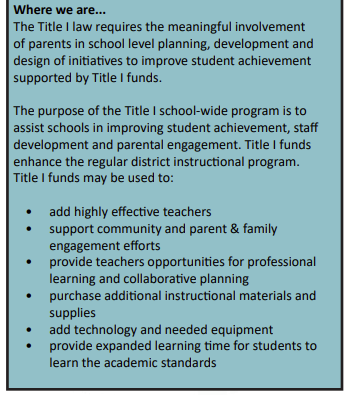 Where we are...
The Title I law requires the meaningful involvement
of parents in school level planning, development and
design of initiatives to improve student achievement
supported by Title I funds.
The purpose of the Title I school-wide program is to
assist schools in improving student achievement, staff
development and parental engagement. Title I funds
enhance the regular district instructional program.
Title I funds may be used to:
• add highly effective teachers
• support community and parent & family
engagement efforts
• provide teachers opportunities for professional
learning and collaborative planning
• purchase additional instructional materials and
supplies
• add technology and needed equipment
• provide expanded learning time for students to
learn the academic standards